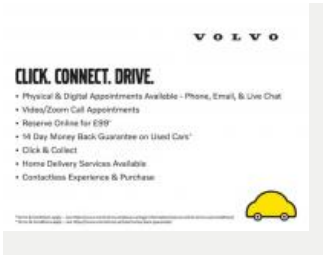 VOLVO
CLICK. CONNECT. DRIVE.
• Physical & Digital Appointments Available - Phone, Email, & Live Chat
• Video/Zoom Call Appointments
• Reserve Online for £99*
• 14 Day Money Back Guarantee on Used Cars*
• Click & Collect
• Home Delivery Services Available
• Contactless Experience & Purchase